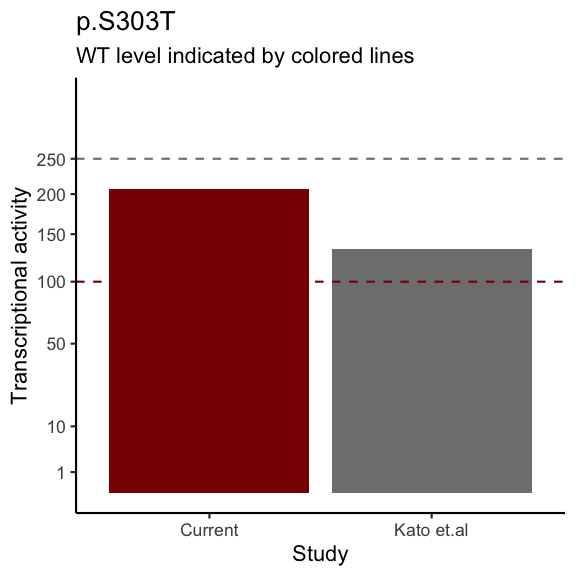 p.S303T
WT level indicated by colored lines
Transcriptional activity
250
200
150
100
50
10
1
Current
Kato et.al
Study